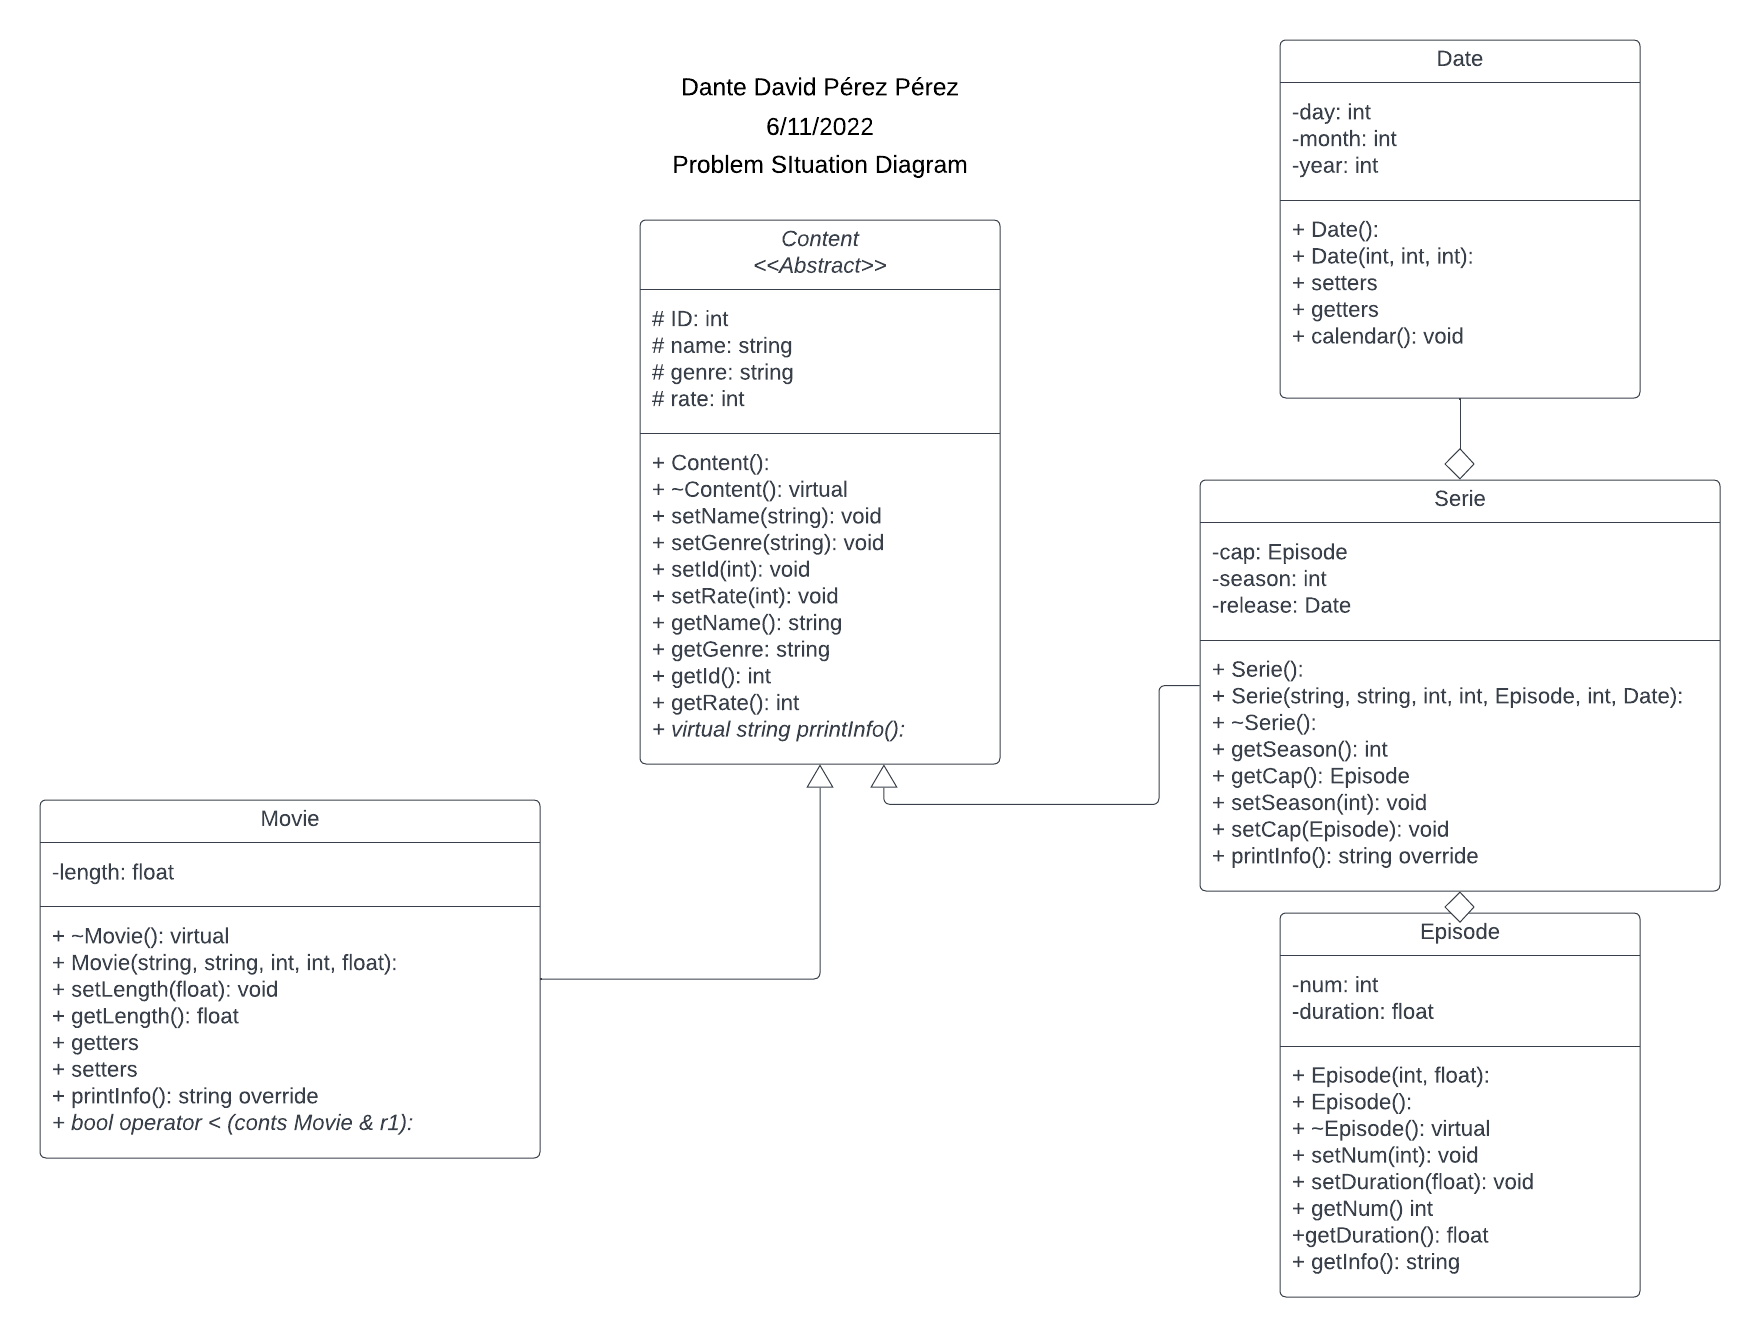 Dante David Pérez Pérez
6/11/2022
Problem SItuation Diagram
Content
<<Abstract>>
# ID: int
# name: string
# genre: string
# rate: int
+ Content():
+ ~Content(): virtual
+ setName(string): void
+ setGenre(string): void
+ setId(int): void
+ setRate(int): void
+ getName(): string
+ getGenre: string
+ getId(): int
+ getRate(): int
+ virtual string prrintInfo():
Movie
-length: float
+ ~Movie(): virtual
+ Movie(string, string, int, int, float):
+ setLength(float): void
+ getLength(): float
+ getters
+ setters
+ printInfo(): string override
+ bool operator < (conts Movie & r1):
Date
-day: int
-month: int
-year: int
+ Date():
+ Date(int, int, int):
+ setters
+ getters
+ calendar(): void
Serie
-cap: Episode
-season: int
-release: Date
+ Serie():
+ Serie(string, string, int, int, Episode, int, Date):
+ ~Serie():
+ getSeason(): int
+ getCap(): Episode
+ setSeason(int): void
+ setCap(Episode): void
+ printInfo(): string override
Episode
-num: int
-duration: float
+ Episode(int, float):
+ Episode():
+ ~Episode(): virtual
+ setNum(int): void
+ setDuration(float): void
+ getNum() int
+getDuration(): float
+ getInfo(): string